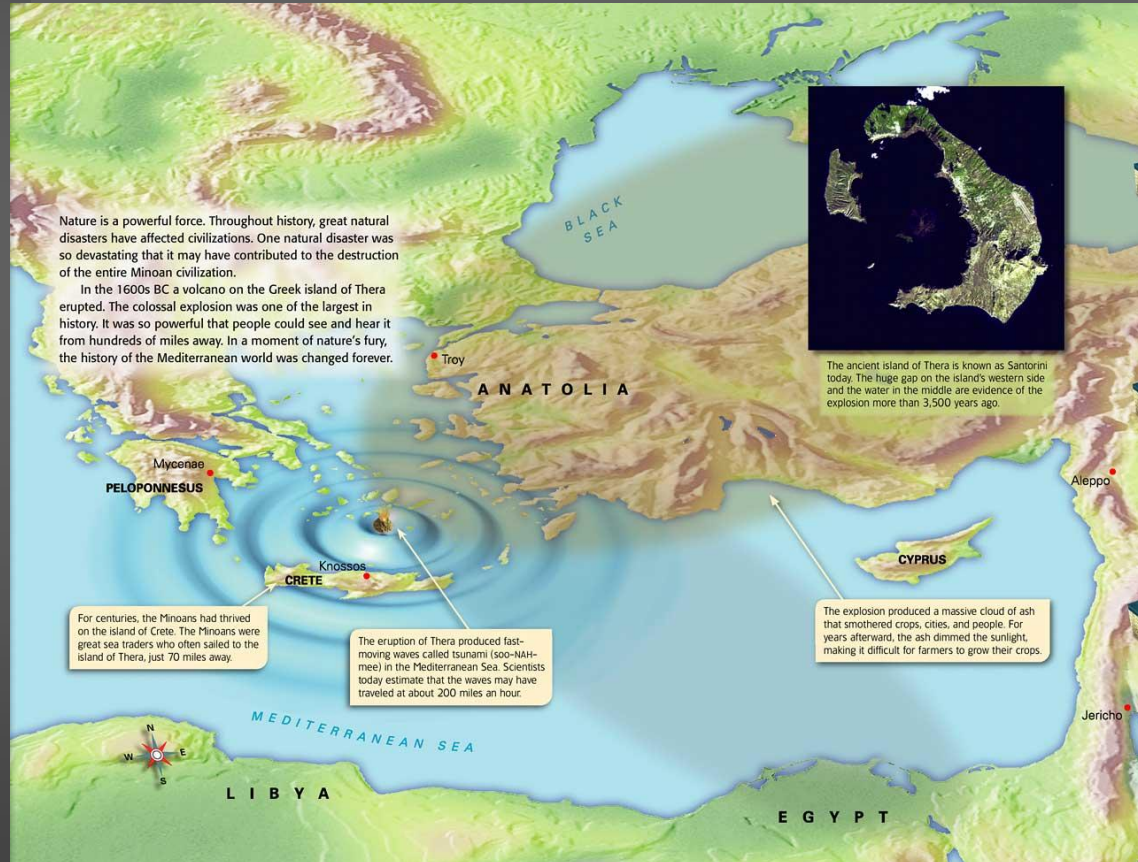 Nature is a powerful force. Throughout history, great natural
disasters have affected civilizations. One natural disaster was
so devastating that it may have contributed to the destruction
of the entire Minoan civilization.
In the 1600s BC a volcano on the Greek island of Thera
erupted. The colossal explosion was one of the largest in
history. It was so powerful that people could see and hear it
from hundreds of miles away. In a moment of nature's fury,
the history of the Mediterranean world was changed forever.
BLACK
SEA
The ancient island of Thera is known as Santorini
today. The huge gap on the island's western side
and the water in the middle are evidence of the
explosion more than 3,500 years ago.
Troy
ANATOLIA
Mycenae
PELOPONNESUS
Aleppo
Knossos
CRETE
CYPRUS
For centuries, the Minoans had thrived
on the island of Crete. The Minoans were
great sea traders who often sailed to the
island of Thera, just 70 miles away.
The eruption of Thera produced fast-
moving waves called tsunami (soo-NAH-
mee) in the Mediterranean Sea. Scientists
today estimate that the waves may have
traveled at about 200 miles an hour.
The explosion produced a massive cloud of ash
that smothered crops, cities, and people. For
years afterward, the ash dimmed the sunlight,
making it difficult for farmers to grow their crops.
Jericho
MEDITERRANEAN SEA
N
W
E
S
LIBYA
EGYPT